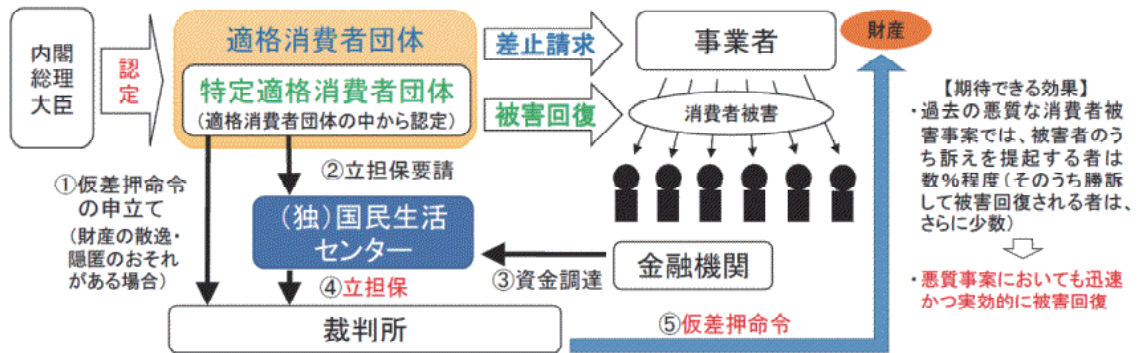 内閣
総理
大臣
認定
適格消費者団体
特定適格消費者団体
(適格消費者団体の中から認定)
差止請求
被害回復
事業者
消費者被害
財産
①仮差押命令
の申立て
(財産の散逸・
隠匿のおそれ
がある場合)
②立担保要請
(独)国民生活
センター
③資金調達
金融機関
④立担保
裁判所
⑤仮差押命令
【期待できる効果】
・過去の悪質な消費者被
害事案では、被害者のう
ち訴えを提起する者は
数%程度(そのうち勝訴
して被害回復される者は、
さらに少数)
・悪質事案においても迅速
かつ実効的に被害回復